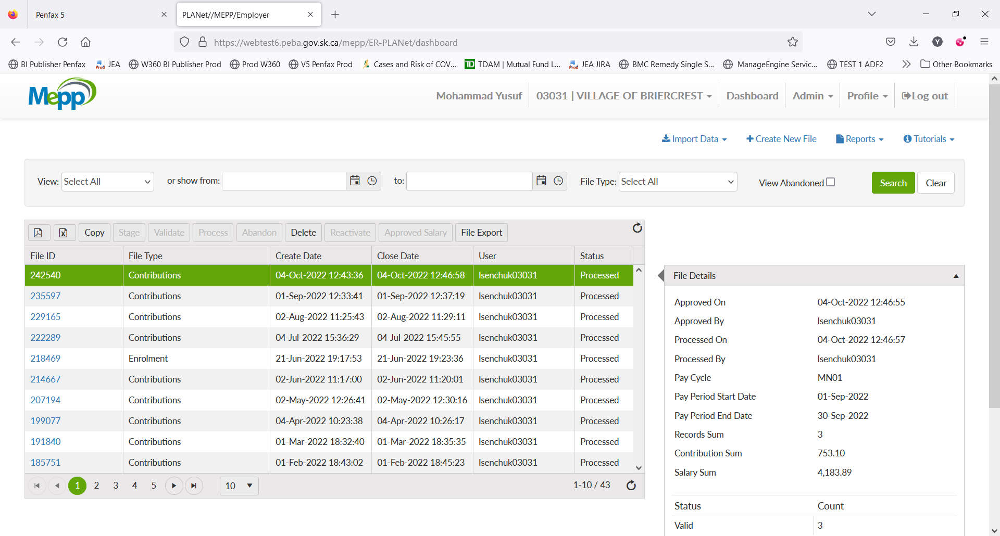 Penfax 5
PLANet//MEPP/Employer
https://webtest6.peba.gov.sk.ca/mepp/ER-PLANet/dashboard
Y
BI Publisher Penfax JEA W360 BI Publisher Prod Prod W360 V5 Penfax Prod Cases and Risk of COV... TDAM | Mutual Fund L... JEA JIRA BMC Remedy Single S... ManageEngine Servic... TEST 1 ADF2 Other Bookmarks
Mepp
Mohammad Yusuf 03031 | VILLAGE OF BRIERCREST Dashboard Admin Profile Log out
Import Data Create New File Reports Tutorials
View: Select All or show from: to: File Type: Select All View Abandoned Search Clear
Copy Stage Validate Process Abandon Delete Reactivate Approved Salary File Export
File ID File Type Create Date Close Date User Status
242540 Contributions 04-Oct-2022 12:43:36 04-Oct-2022 12:46:58 Isenchuk03031 Processed
235597 Contributions 01-Sep-2022 12:33:41 01-Sep-2022 12:37:19 Isenchuk03031 Processed
229165 Contributions 02-Aug-2022 11:25:43 02-Aug-2022 11:29:11 Isenchuk03031 Processed
222289 Contributions 04-Jul-2022 15:36:29 04-Jul-2022 15:45:55 Isenchuk03031 Processed
218469 Enrolment 21-Jun-2022 19:17:53 21-Jun-2022 19:23:36 Isenchuk03031 Processed
214667 Contributions 02-Jun-2022 11:17:00 02-Jun-2022 11:20:01 Isenchuk03031 Processed
207194 Contributions 02-May-2022 12:26:41 02-May-2022 12:30:16 Isenchuk03031 Processed
199077 Contributions 04-Apr-2022 10:23:38 04-Apr-2022 10:26:17 Isenchuk03031 Processed
191840 Contributions 01-Mar-2022 18:32:40 01-Mar-2022 18:35:35 Isenchuk03031 Processed
185751 Contributions 01-Feb-2022 18:43:02 01-Feb-2022 18:45:23 Isenchuk03031 Processed
1 2 3 4 5 10 1-10 / 43
File Details
Approved On 04-Oct-2022 12:46:55
Approved By Isenchuk03031
Processed On 04-Oct-2022 12:46:57
Processed By Isenchuk03031
Pay Cycle MN01
Pay Period Start Date 01-Sep-2022
Pay Period End Date 30-Sep-2022
Records Sum 3
Contribution Sum 753.10
Salary Sum 4,183.89
Status Count
Valid 3